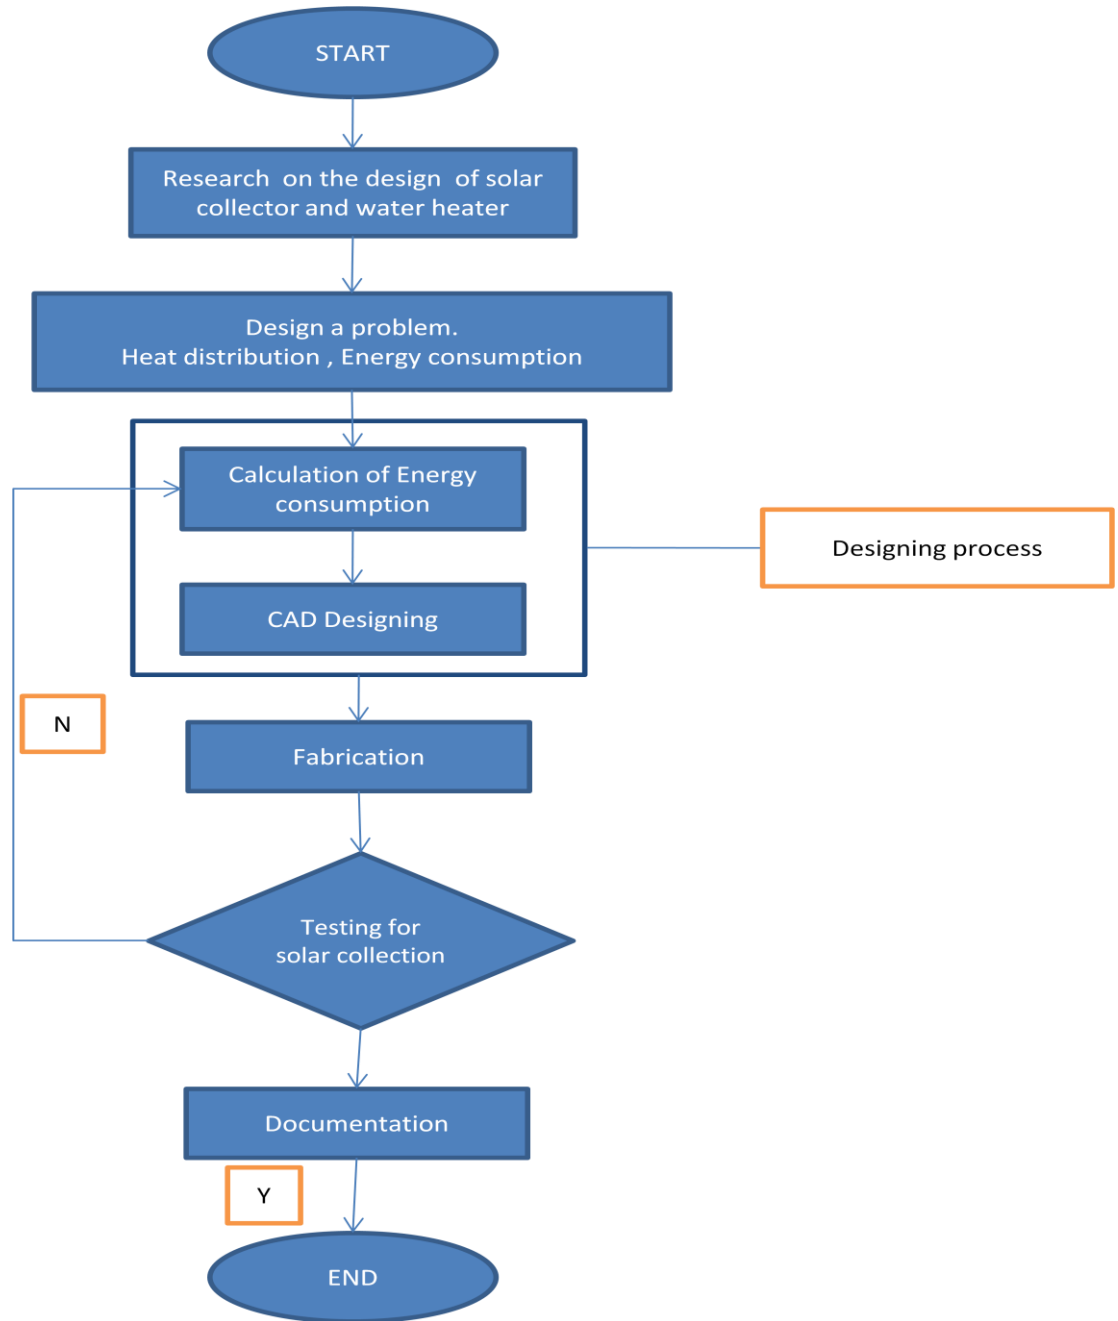 START
Research on the design of solar
collector and water heater
Design a problem.
Heat distribution , Energy consumption
Calculation of Energy
consumption
Designing process
CAD Designing
N
Fabrication
Testing for
solar collection
Documentation
Y
END